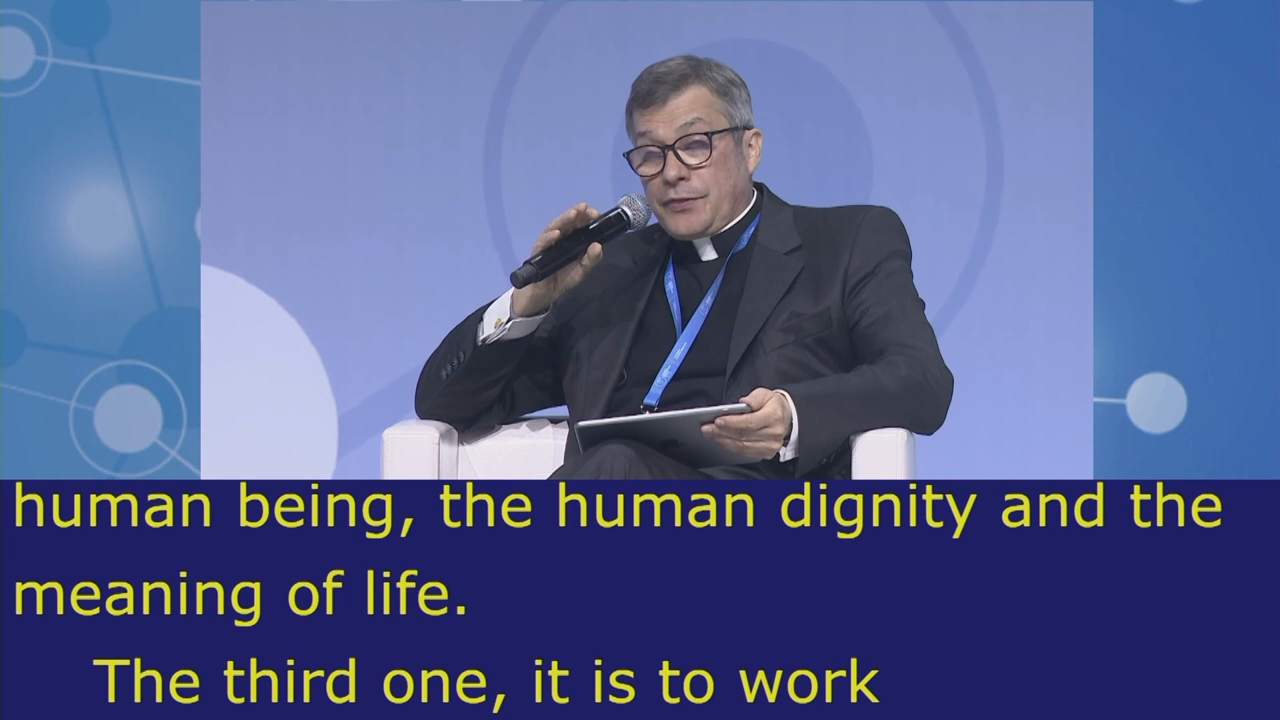 human being, the human dignity and the
meaning of life.
The third one, it is to work